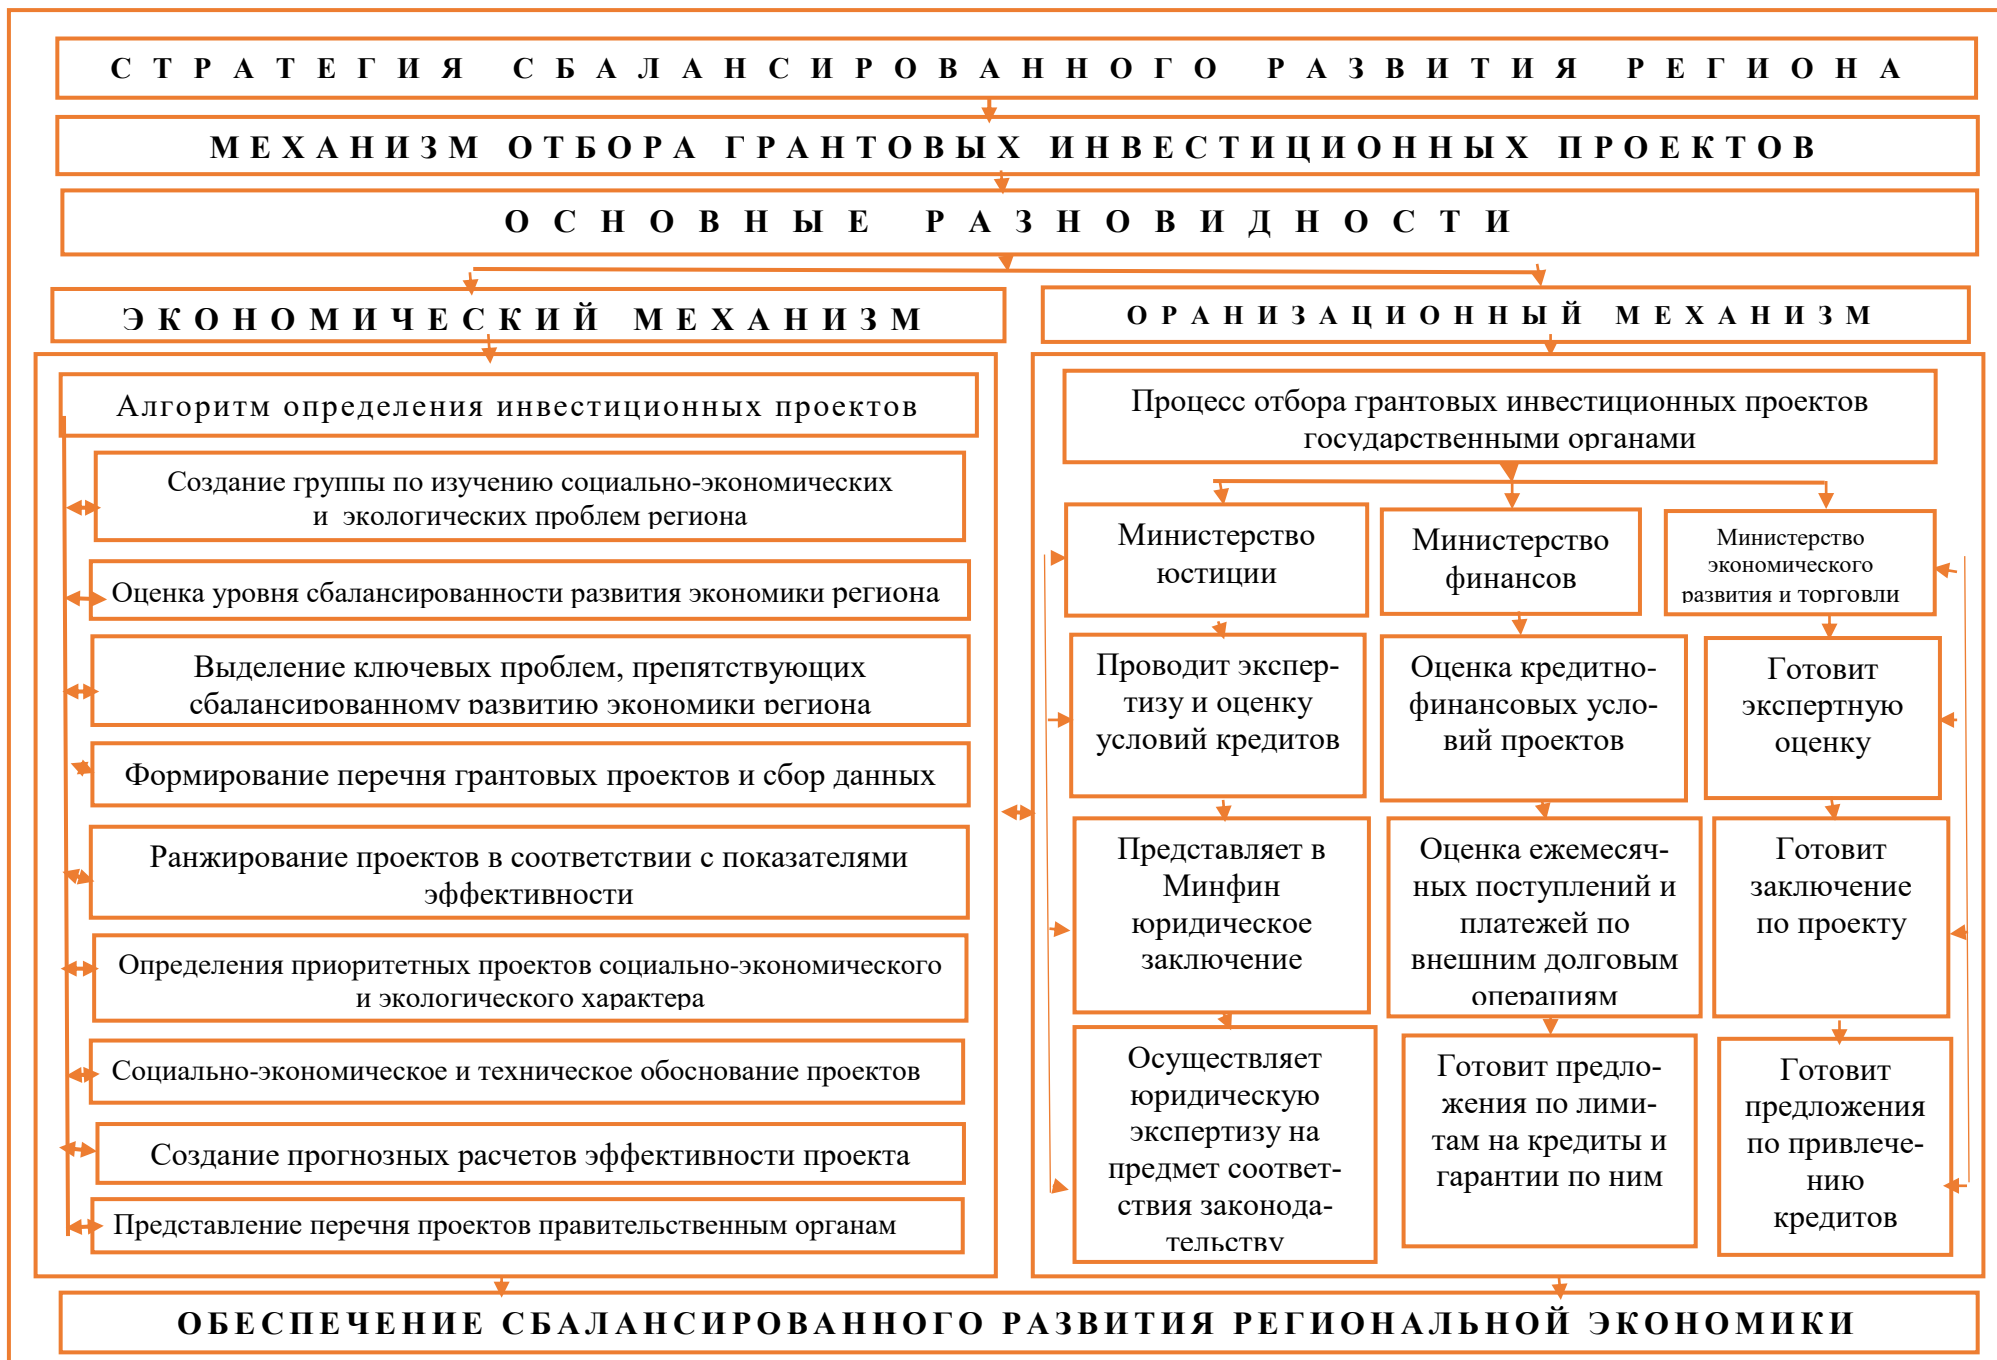 СТРАТЕГИЯ СБАЛАНСИРОВАННОГО РАЗВИТИЯ РЕГИОНА
МЕХАНИЗМ ОТБОРА ГРАНТОВЫХ ИНВЕСТИЦИОННЫХ ПРОЕКТОВ
ОСНОВНЫЕ РАЗНОВИДНОСТИ
ЭКОНОМИЧЕСКИЙ МЕХАНИЗМ
Алгоритм определения инвестиционных проектов
Создание группы по изучению социально-экономических
и экологических проблем региона
Оценка уровня сбалансированности развития экономики региона
Выделение ключевых проблем, препятствующих
сбалансированному развитию экономики региона
Формирование перечня грантовых проектов и сбор данных
Ранжирование проектов в соответствии с показателями
эффективности
Определения приоритетных проектов социально-экономического
и экологического характера
Социально-экономическое и техническое обоснование проектов
Создание прогнозных расчетов эффективности проекта
Представление перечня проектов правительственным органам
ОРАНИЗАЦИОННЫЙ МЕХАНИЗМ
Процесс отбора грантовых инвестиционных проектов
государственными органами
Министерство
юстиции
Проводит экспер-
тизу и оценку
условий кредитов
Представляет в
Минфин
юридическое
заключение
Осуществляет
юридическую
экспертизу на
предмет соответ-
ствия законода-
тельству
Министерство
финансов
Оценка кредитно-
финансовых усло-
вий проектов
Оценка ежемесяч-
ных поступлений и
платежей по
внешним долговым
операциям
Готовит предло-
жения по лими-
там на кредиты и
гарантии по ним
Министерство
экономического
развития и торговли
Готовит
экспертную
оценку
Готовит
заключение
по проекту
Готовит
предложения
по привлече-
нию
кредитов
ОБЕСПЕЧЕНИЕ СБАЛАНСИРОВАННОГО РАЗВИТИЯ РЕГИОНАЛЬНОЙ ЭКОНОМИКИ